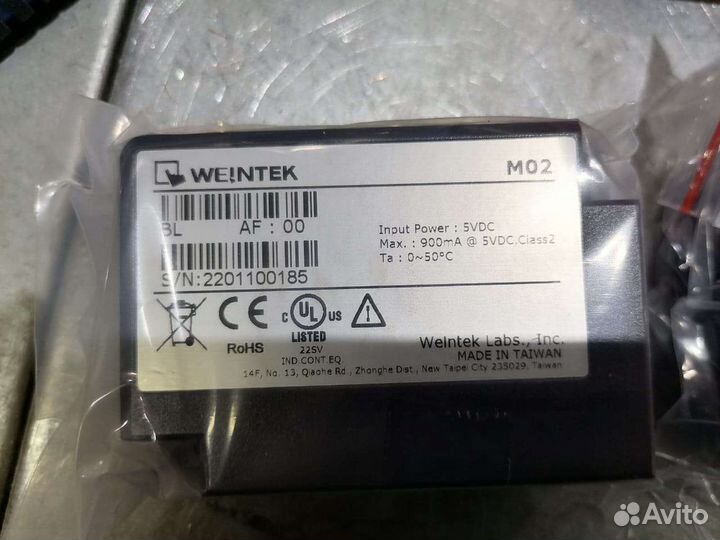 WEINTEK
M02
BL AF : 00
S/N:2201100185
Input Power : 5VDC
Max. : 900mA @ 5VDC.Class2
Ta : 0~50°C
RoHS
C UL US
LISTED
22SV
IND.CONT.EQ.
Weintek Labs., Inc.
MADE IN TAIWAN
14F, No. 13, Qiaohe Rd., Zhonghe Dist., New Taipei City 235029, Taiwan
Avito